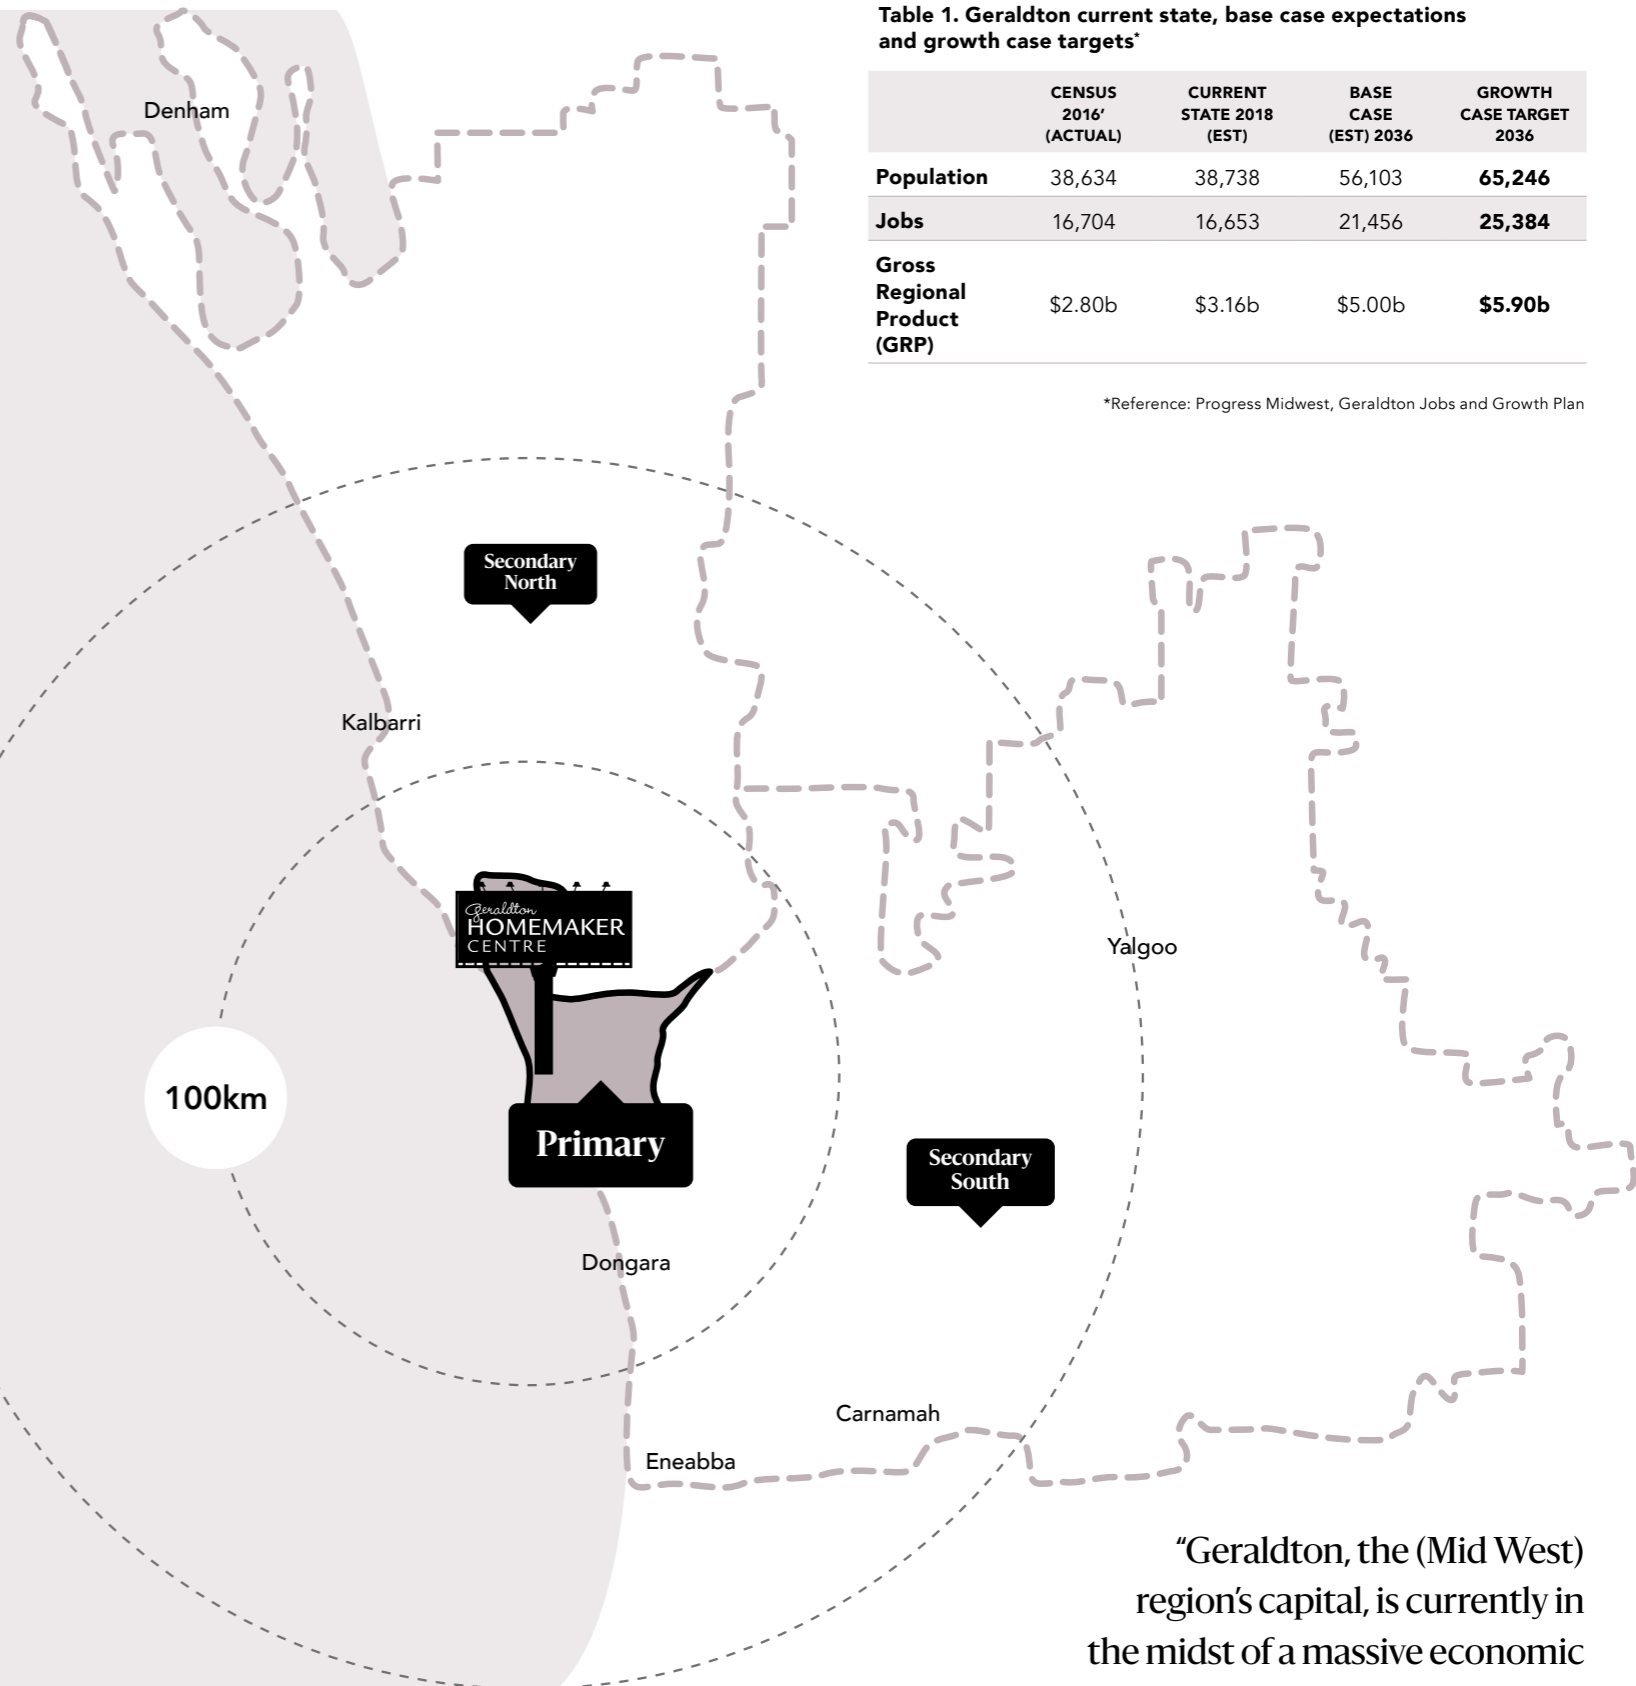 Table 1. Geraldton current state, base case expectations
and growth case targets*
CENSUS 2016’ (ACTUAL) CURRENT STATE 2018 (EST) BASE CASE (EST) 2036 GROWTH CASE TARGET 2036
Population 38,634 38,738 56,103 65,246
Jobs 16,704 16,653 21,456 25,384
Gross Regional Product (GRP) $2.80b $3.16b $5.00b $5.90b
*Reference: Progress Midwest, Geraldton Jobs and Growth Plan
Denham
Secondary
North
Kalbarri
Geraldton
HOMEMAKER
CENTRE
Yalgoo
100km
Primary
Secondary
South
Dongara
Carnamah
Eneabba
“Geraldton, the (Mid West)
region’s capital, is currently in
the midst of a massive economic